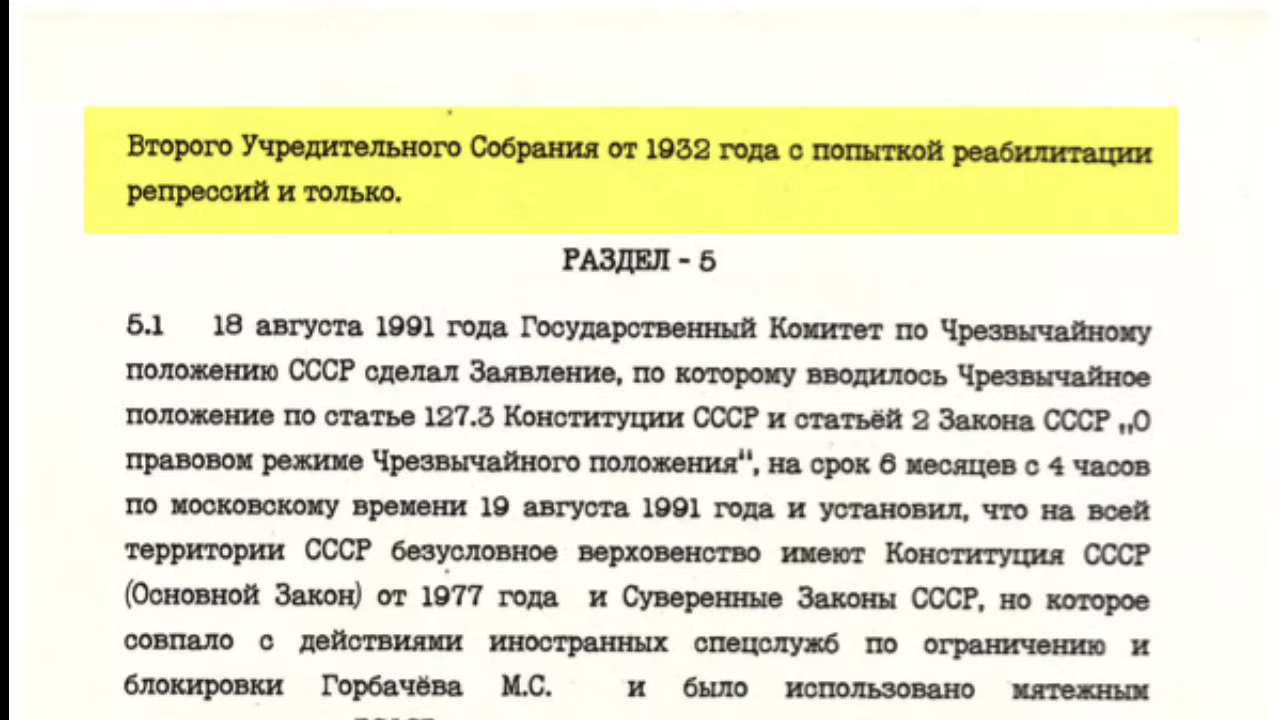 Второго Учредительного Собрания от 1932 года с попыткой реабилитации
репрессий и только.
РАЗДЕЛ - 5
5.1 18 августа 1991 года Государственный Комитет по Чрезвычайному
положению СССР сделал Заявление, по которому вводилось Чрезвычайное
положение по статье 127.3 Конституции СССР и статьёй 2 Закона СССР „О
правовом режиме Чрезвычайного положения“, на срок 6 месяцев с 4 часов
по московскому времени 19 августа 1991 года и установил, что на всей
территории СССР безусловное верховенство имеют Конституция СССР
(Основной Закон) от 1977 года и Суверенные Законы СССР, но которое
совпало с действиями иностранных спецслужб по ограничению и
блокировки Горбачёва М.С. и было использовано мятежным